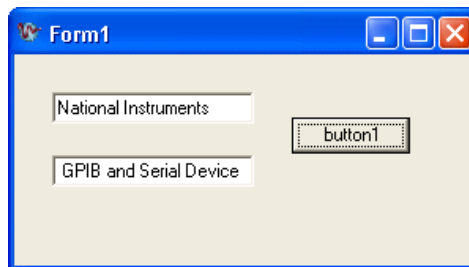 Form1
National Instruments
button1
GPIB and Serial Device